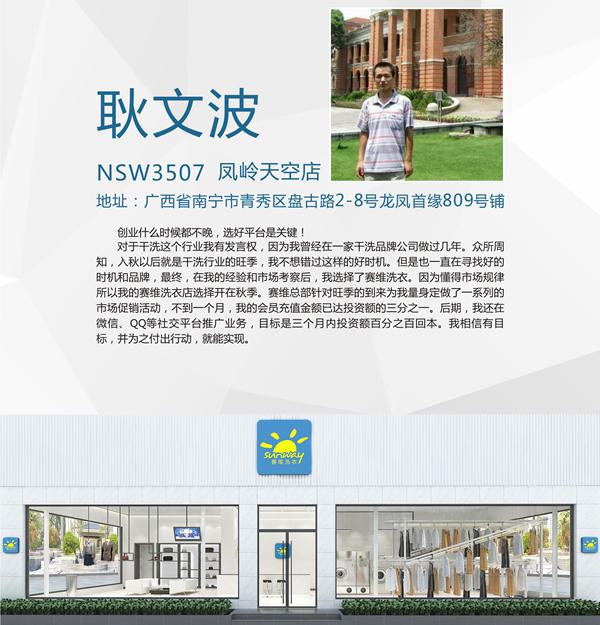 耿文波
NSW3507 凤岭天空店
地址：广西省南宁市青秀区盘古路2-8号龙凤首缘809号铺
创业什么时候都不晚，选好平台是关键！
对于干洗这个行业我有发言权，因为我曾经在一家干洗品牌公司做过几年。众所周
知，入秋以后就是干洗行业的旺季，我不想错过这样的好时机。但是也一直在寻找好的
时机和品牌，最终，在我的经验和市场考察后，我选择了赛维洗衣。因为懂得市场规律
所以我的赛维洗衣店选择开在秋季。赛维总部针对旺季的到来为我量身定做了一系列的
市场促销活动，不到一个月，我的会员充值金额已达投资额的三分之一。后期，我还在
微信、QQ等社交平台推广业务，目标是三个月内投资额百分之百回本。我相信有目
标，并为之付出行动，就能实现。
sunway
赛维洗衣